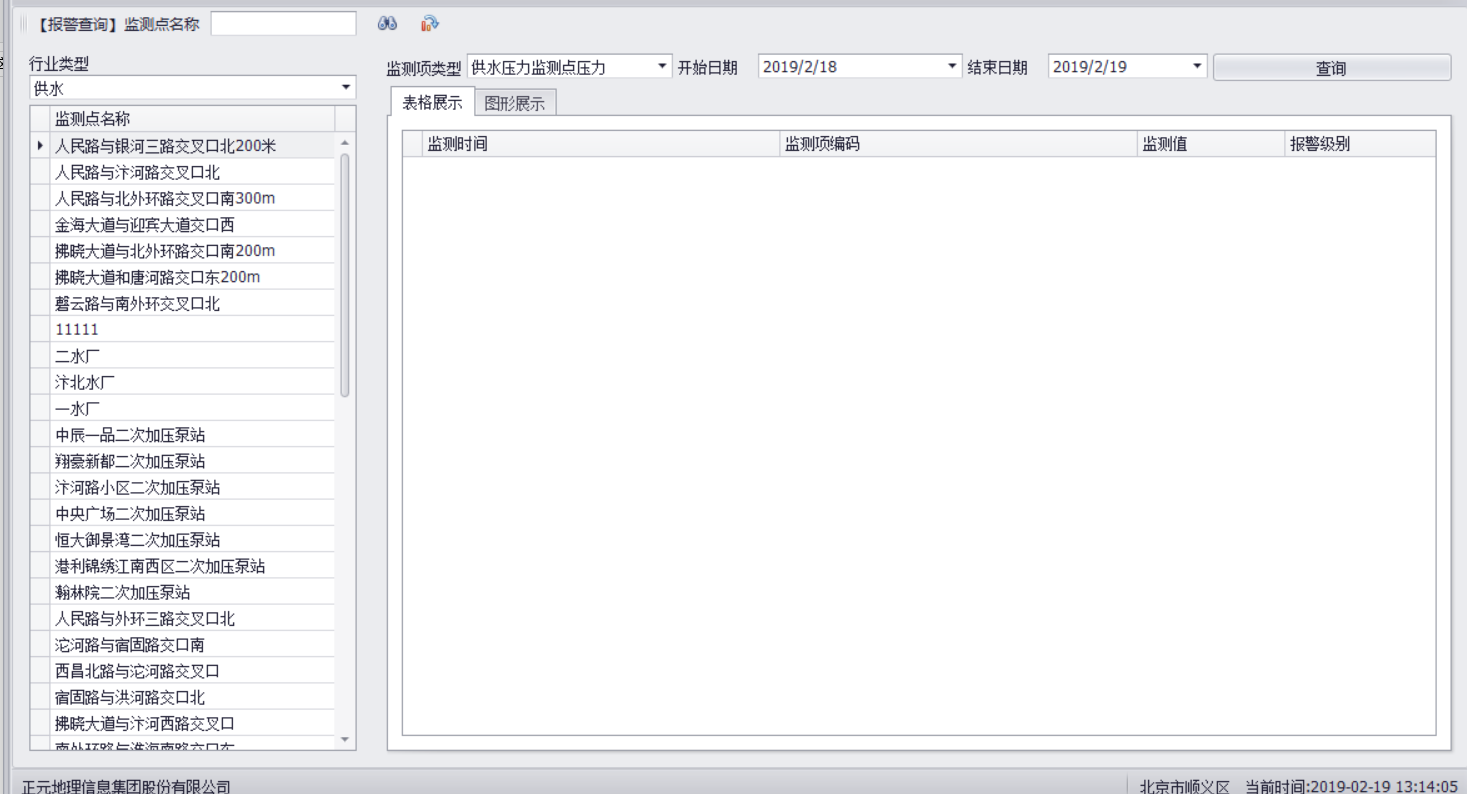 【报警查询】监测点名称
行业类型
供水
监测点名称
人民路与银河三路交叉口北200米
人民路与汴河路交叉口北
人民路与北外环路交叉口南300m
金海大道与迎宾大道交口西
拂晓大道与北外环路交口南200m
拂晓大道和唐河路交口东200m
磬云路与南外环交叉口北
11111
二水厂
汴北水厂
一水厂
中辰一品二次加压泵站
翔豪新都二次加压泵站
汴河路小区二次加压泵站
中央广场二次加压泵站
恒大御景湾二次加压泵站
港利锦绣江南西区二次加压泵站
瀚林院二次加压泵站
人民路与外环三路交叉口北
沱河路与宿固路交口南
西昌北路与沱河路交叉口
宿固路与洪河路交口北
拂晓大道与汴河西路交叉口
南外环路与淮海南路交口东
监测项类型 供水压力监测点压力 开始日期 2019/2/18 结束日期 2019/2/19 查询
表格展示 图形展示
监测时间 监测项编码 监测值 报警级别
正元地理信息集团股份有限公司 北京市顺义区 当前时间:2019-02-19 13:14:05